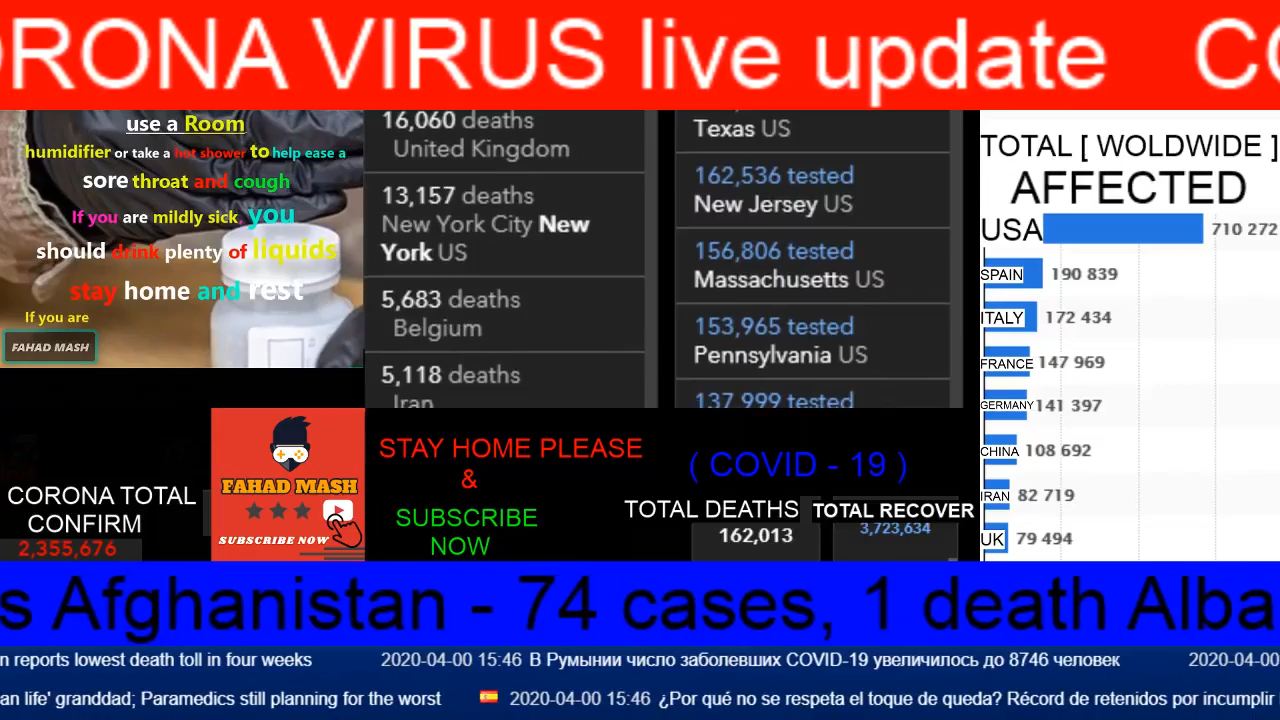 ORONA VIRUS live update CO
use a Room
humidifier or take a hot shower to help ease a
sore throat and cough
If you are mildly sick, you
should drink plenty of liquids
stay home and rest
If you are
FAHAD MASH
16,060 deaths
United Kingdom
13,157 deaths
New York City New
York US
5,683 deaths
Belgium
5,118 deaths
Iran
Texas US
162,536 tested
New Jersey US
156,806 tested
Massachusetts US
153,965 tested
Pennsylvania US
137,999 tested
TOTAL [ WOLDWIDE ]
AFFECTED
USA 710 272
SPAIN 190 839
ITALY 172 434
FRANCE 147 969
GERMANY 141 397
CHINA 108 692
IRAN 82 719
UK 79 494
CORONA TOTAL
CONFIRM
2,355,676
FAHAD MASH
SUBSCRIBE NOW
STAY HOME PLEASE
&
SUBSCRIBE
NOW
( COVID - 19 )
TOTAL DEATHS
162,013
TOTAL RECOVER
3,723,634
s Afghanistan - 74 cases, 1 death Alba
n reports lowest death toll in four weeks 2020-04-00 15:46 В Румынии число заболевших COVID-19 увеличилось до 8746 человек 2020-04-00
an life' granddad; Paramedics still planning for the worst 2020-04-00 15:46 ¿Por qué no se respeta el toque de queda? Récord de retenidos por incumplir